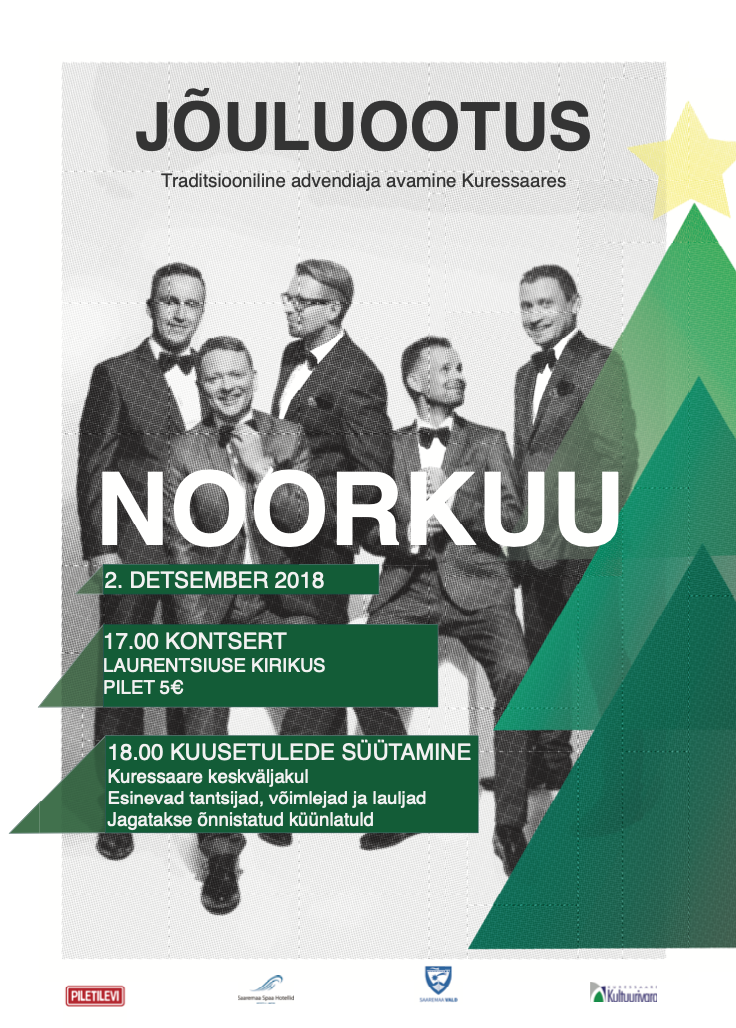 JÕULUOOTUS
Traditsiooniline advendiaja avamine Kuressaares
NOORKUU
2. DETSEMBER 2018
17.00 KONTSERT
LAURENTSIUSE KIRIKUS
PILET 5€
18.00 KUUSETULEDE SÜÜTAMINE
Kuressaare keskväljakul
Esinevad tantsijad, võimlejad ja lauljad
Jagatakse õnnistatud küünlatuld
PILETILEVI
Saaremaa Spaa Hotellid
SAAREMAA VALD
Kultuurivara